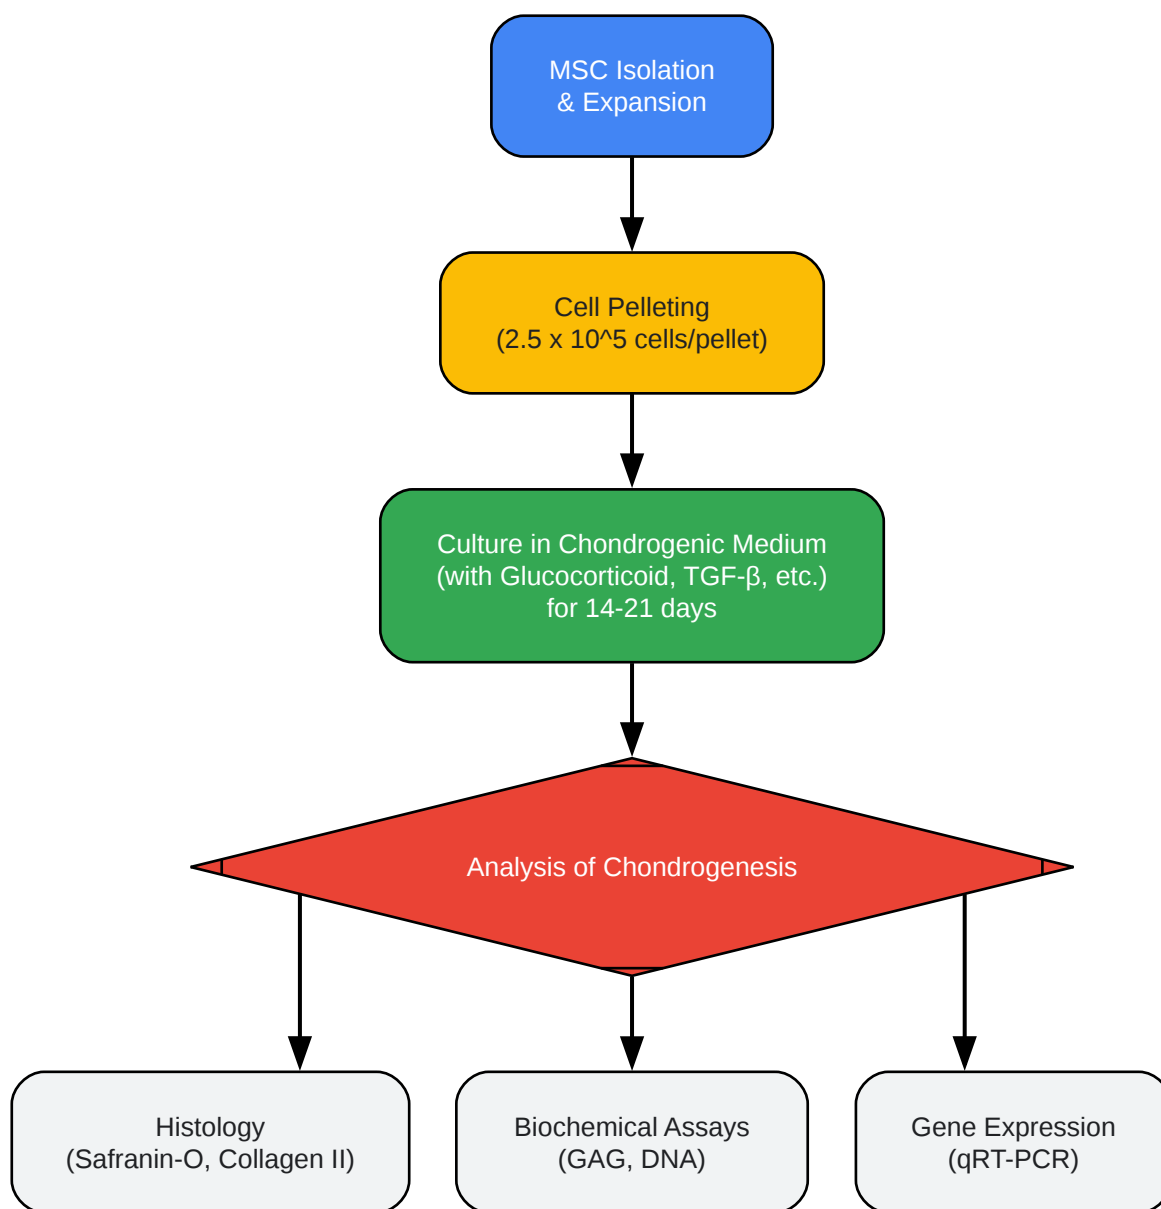 MSC Isolation
& Expansion
Cell Pelleting
(2.5 x 10^5 cells/pellet)
Culture in Chondrogenic Medium
(with Glucocorticoid, TGF-β, etc.)
for 14-21 days
Analysis of Chondrogenesis
Histology
(Safranin-O, Collagen II)
Biochemical Assays
(GAG, DNA)
Gene Expression
(qRT-PCR)